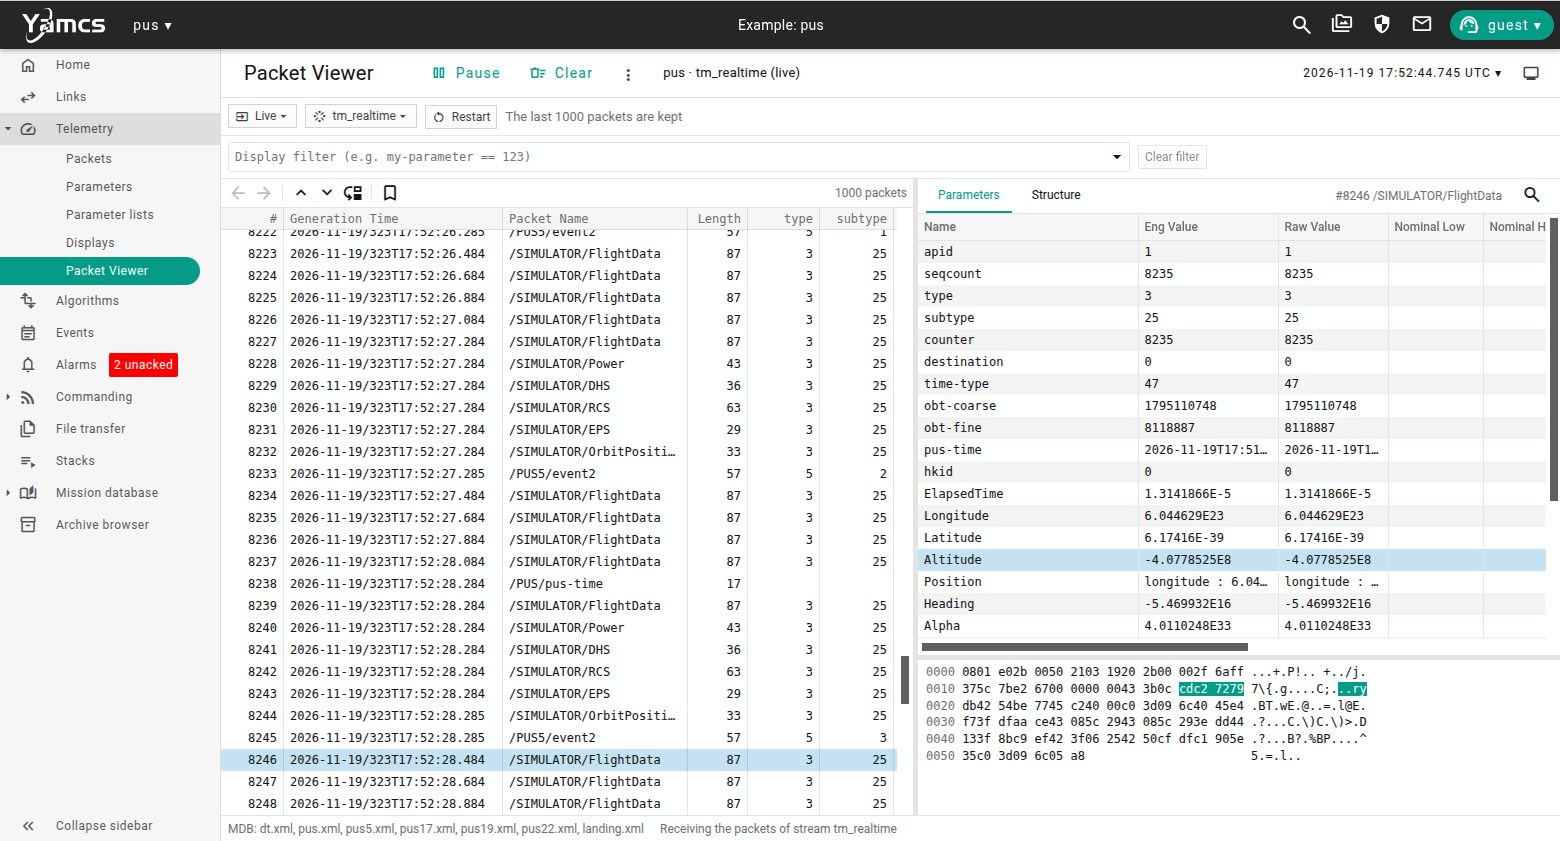 Yamcs
pus ▾
Example: pus
guest ▾
Home
Links
Telemetry
Packets
Parameters
Parameter lists
Displays
Packet Viewer
Algorithms
Events
Alarms 2 unacked
Commanding
File transfer
Stacks
Mission database
Archive browser
Collapse sidebar
Packet Viewer
Pause
Clear
pus · tm_realtime (live)
2026-11-19 17:52:44.745 UTC ▾
Live
tm_realtime
Restart
The last 1000 packets are kept
Display filter (e.g. my-parameter == 123)
Clear filter
1000 packets
# Generation Time Packet Name Length type subtype
8222 2026-11-19/323T17:52:26.285 /PUS5/event2 57 5 1
8223 2026-11-19/323T17:52:26.484 /SIMULATOR/FlightData 87 3 25
8224 2026-11-19/323T17:52:26.684 /SIMULATOR/FlightData 87 3 25
8225 2026-11-19/323T17:52:26.884 /SIMULATOR/FlightData 87 3 25
8226 2026-11-19/323T17:52:27.084 /SIMULATOR/FlightData 87 3 25
8227 2026-11-19/323T17:52:27.284 /SIMULATOR/FlightData 87 3 25
8228 2026-11-19/323T17:52:27.284 /SIMULATOR/Power 43 3 25
8229 2026-11-19/323T17:52:27.284 /SIMULATOR/DHS 36 3 25
8230 2026-11-19/323T17:52:27.284 /SIMULATOR/RCS 63 3 25
8231 2026-11-19/323T17:52:27.284 /SIMULATOR/EPS 29 3 25
8232 2026-11-19/323T17:52:27.284 /SIMULATOR/OrbitPositi… 33 3 25
8233 2026-11-19/323T17:52:27.285 /PUS5/event2 57 5 2
8234 2026-11-19/323T17:52:27.484 /SIMULATOR/FlightData 87 3 25
8235 2026-11-19/323T17:52:27.684 /SIMULATOR/FlightData 87 3 25
8236 2026-11-19/323T17:52:27.884 /SIMULATOR/FlightData 87 3 25
8237 2026-11-19/323T17:52:28.084 /SIMULATOR/FlightData 87 3 25
8238 2026-11-19/323T17:52:28.284 /PUS/pus-time 17
8239 2026-11-19/323T17:52:28.284 /SIMULATOR/FlightData 87 3 25
8240 2026-11-19/323T17:52:28.284 /SIMULATOR/Power 43 3 25
8241 2026-11-19/323T17:52:28.284 /SIMULATOR/DHS 36 3 25
8242 2026-11-19/323T17:52:28.284 /SIMULATOR/RCS 63 3 25
8243 2026-11-19/323T17:52:28.284 /SIMULATOR/EPS 29 3 25
8244 2026-11-19/323T17:52:28.285 /SIMULATOR/OrbitPositi… 33 3 25
8245 2026-11-19/323T17:52:28.285 /PUS5/event2 57 5 3
8246 2026-11-19/323T17:52:28.484 /SIMULATOR/FlightData 87 3 25
8247 2026-11-19/323T17:52:28.684 /SIMULATOR/FlightData 87 3 25
8248 2026-11-19/323T17:52:28.884 /SIMULATOR/FlightData 87 3 25
Parameters
Structure
#8246 /SIMULATOR/FlightData
Name Eng Value Raw Value Nominal Low Nominal H
apid 1 1
seqcount 8235 8235
type 3 3
subtype 25 25
counter 8235 8235
destination 0 0
time-type 47 47
obt-coarse 1795110748 1795110748
obt-fine 8118887 8118887
pus-time 2026-11-19T17:51… 2026-11-19T1…
hkid 0 0
ElapsedTime 1.3141866E-5 1.3141866E-5
Longitude 6.044629E23 6.044629E23
Latitude 6.17416E-39 6.17416E-39
Altitude -4.0778525E8 -4.0778525E8
Position longitude : 6.04… longitude : …
Heading -5.469932E16 -5.469932E16
Alpha 4.0110248E33 4.0110248E33
0000 0801 e02b 0050 2103 1920 2b00 002f 6aff ...+.P!.. +../j.
0010 375c 7be2 6700 0000 0043 3b0c cdc2 7279 7\{.g....C;...ry
0020 db42 54be 7745 c240 00c0 3d09 6c40 45e4 .BT.wE.@..=.l@E.
0030 f73f dfaa ce43 085c 2943 085c 293e dd44 .?...C.\)C.\)>.D
0040 133f 8bc9 ef42 3f06 2542 50cf dfc1 905e .?...B?.%BP....^
0050 35c0 3d09 6c05 a8 5.=.l..
MDB: dt.xml, pus.xml, pus5.xml, pus17.xml, pus19.xml, pus22.xml, landing.xml
Receiving the packets of stream tm_realtime